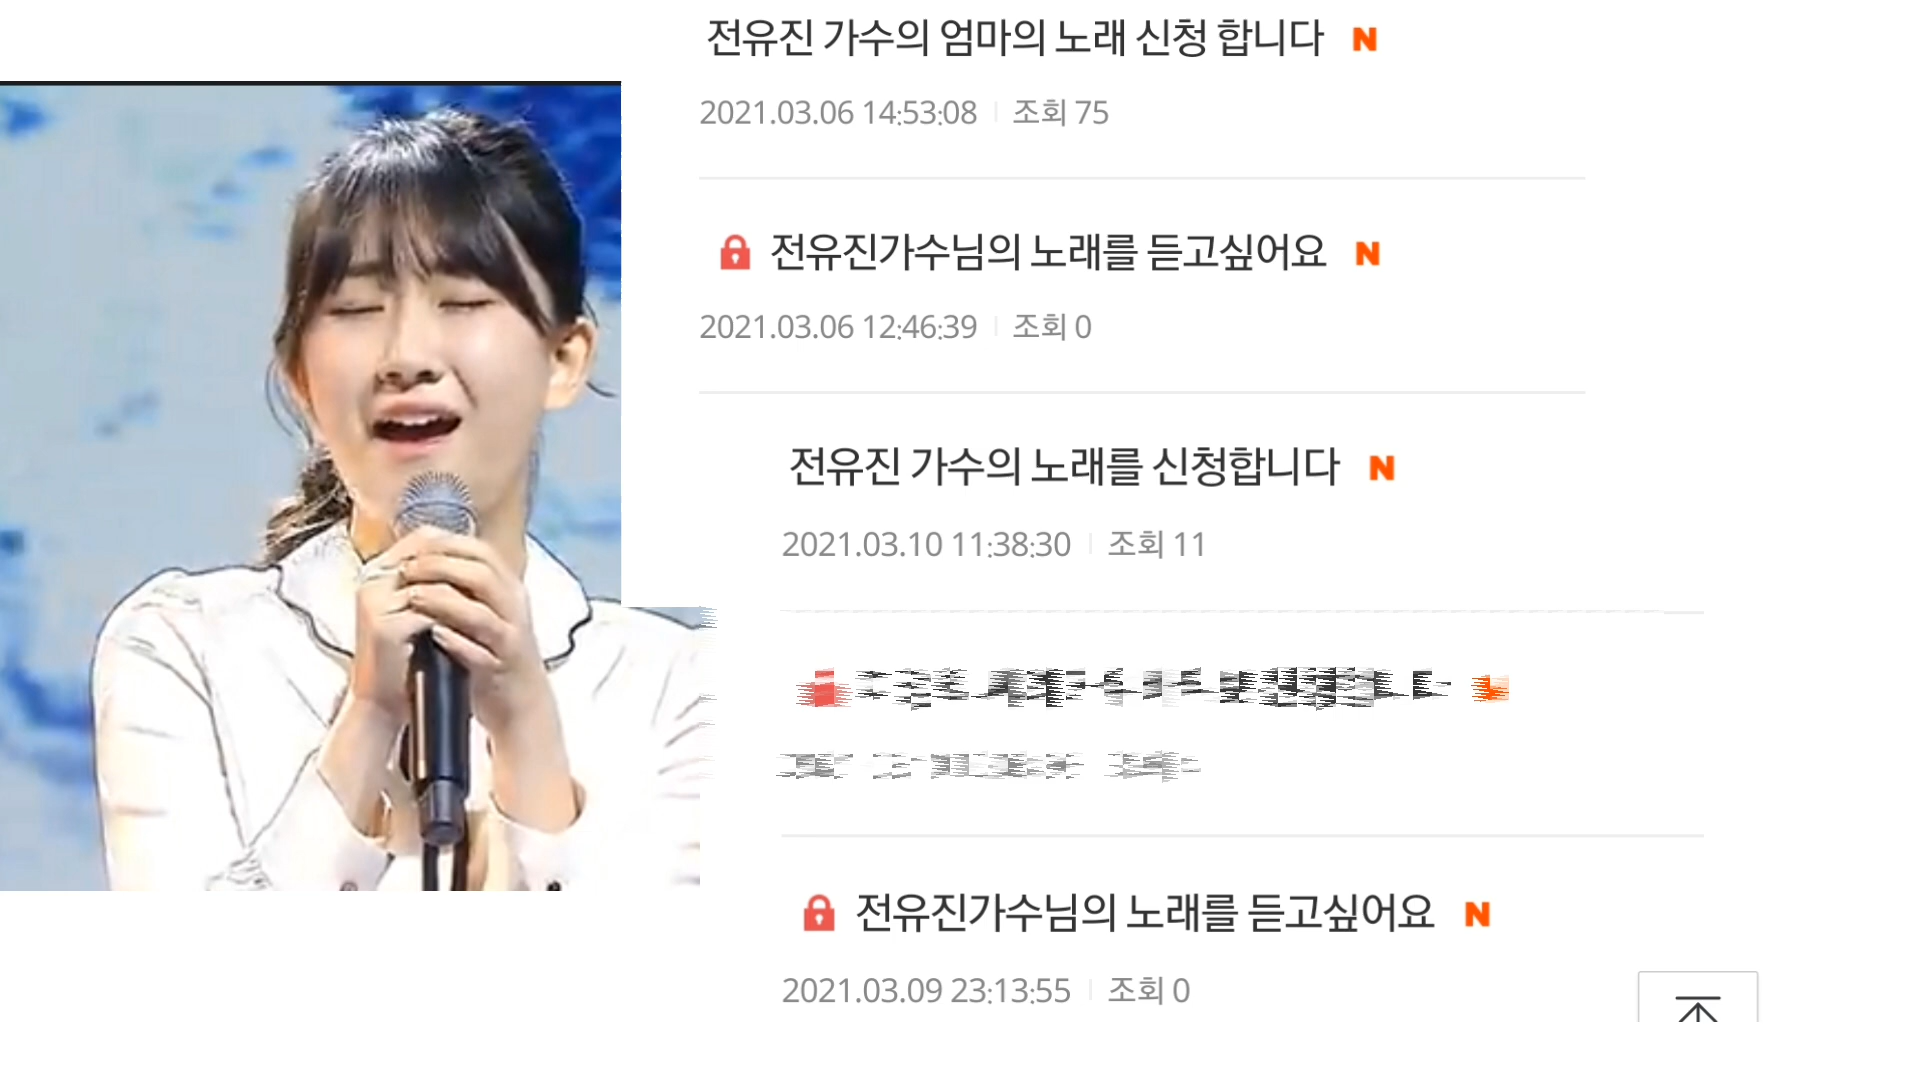 전유진 가수의 엄마의 노래 신청 합니다 N
2021.03.06 14:53:08 조회 75
전유진가수님의 노래를 듣고싶어요 N
2021.03.06 12:46:39 조회 0
전유진 가수의 노래를 신청합니다 N
2021.03.10 11:38:30 조회 11
전유진가수님의 노래를 듣고싶어요 N
2021.03.09 23:13:55 조회 0